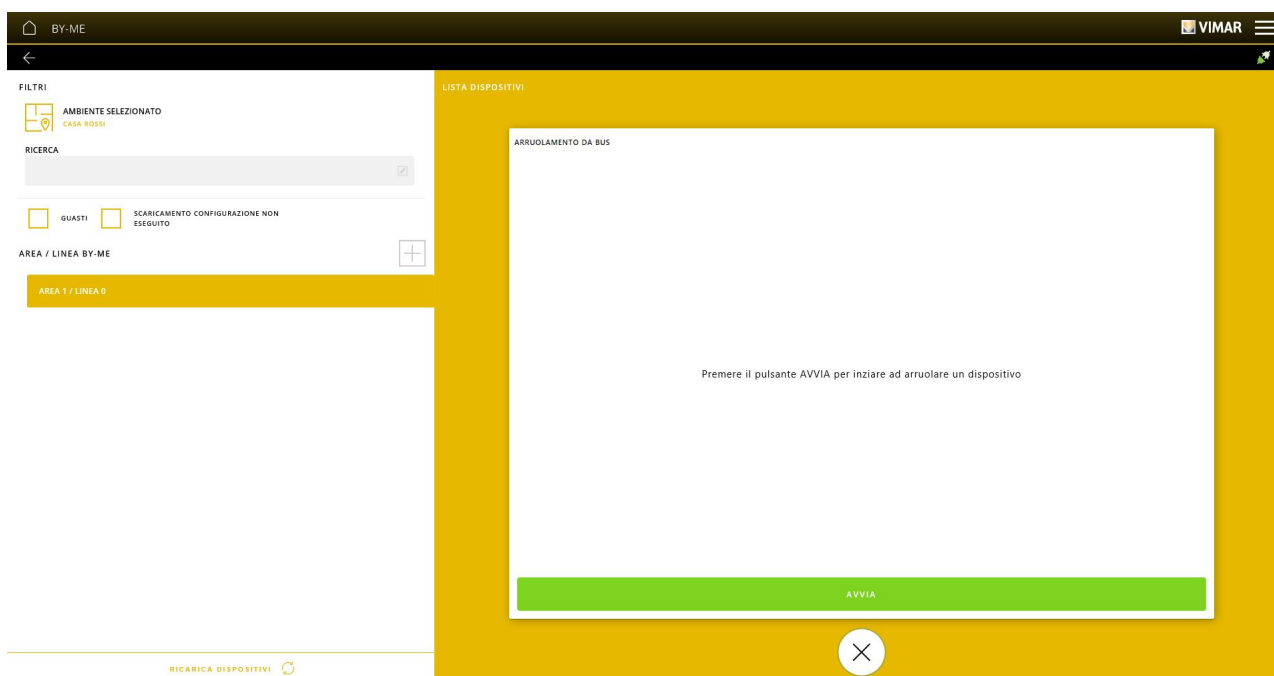 BY-ME
VIMAR
FILTRI
AMBIENTE SELEZIONATO
CASA ROSSI
RICERCA
GUASTI
SCARICAMENTO CONFIGURAZIONE NON
ESEGUITO
AREA / LINEA BY-ME
AREA 1 / LINEA 0
RICARICA DISPOSITIVI
LISTA DISPOSITIVI
ARRUOLAMENTO DA BUS
Premere il pulsante AVVIA per inziare ad arruolare un dispositivo
AVVIA